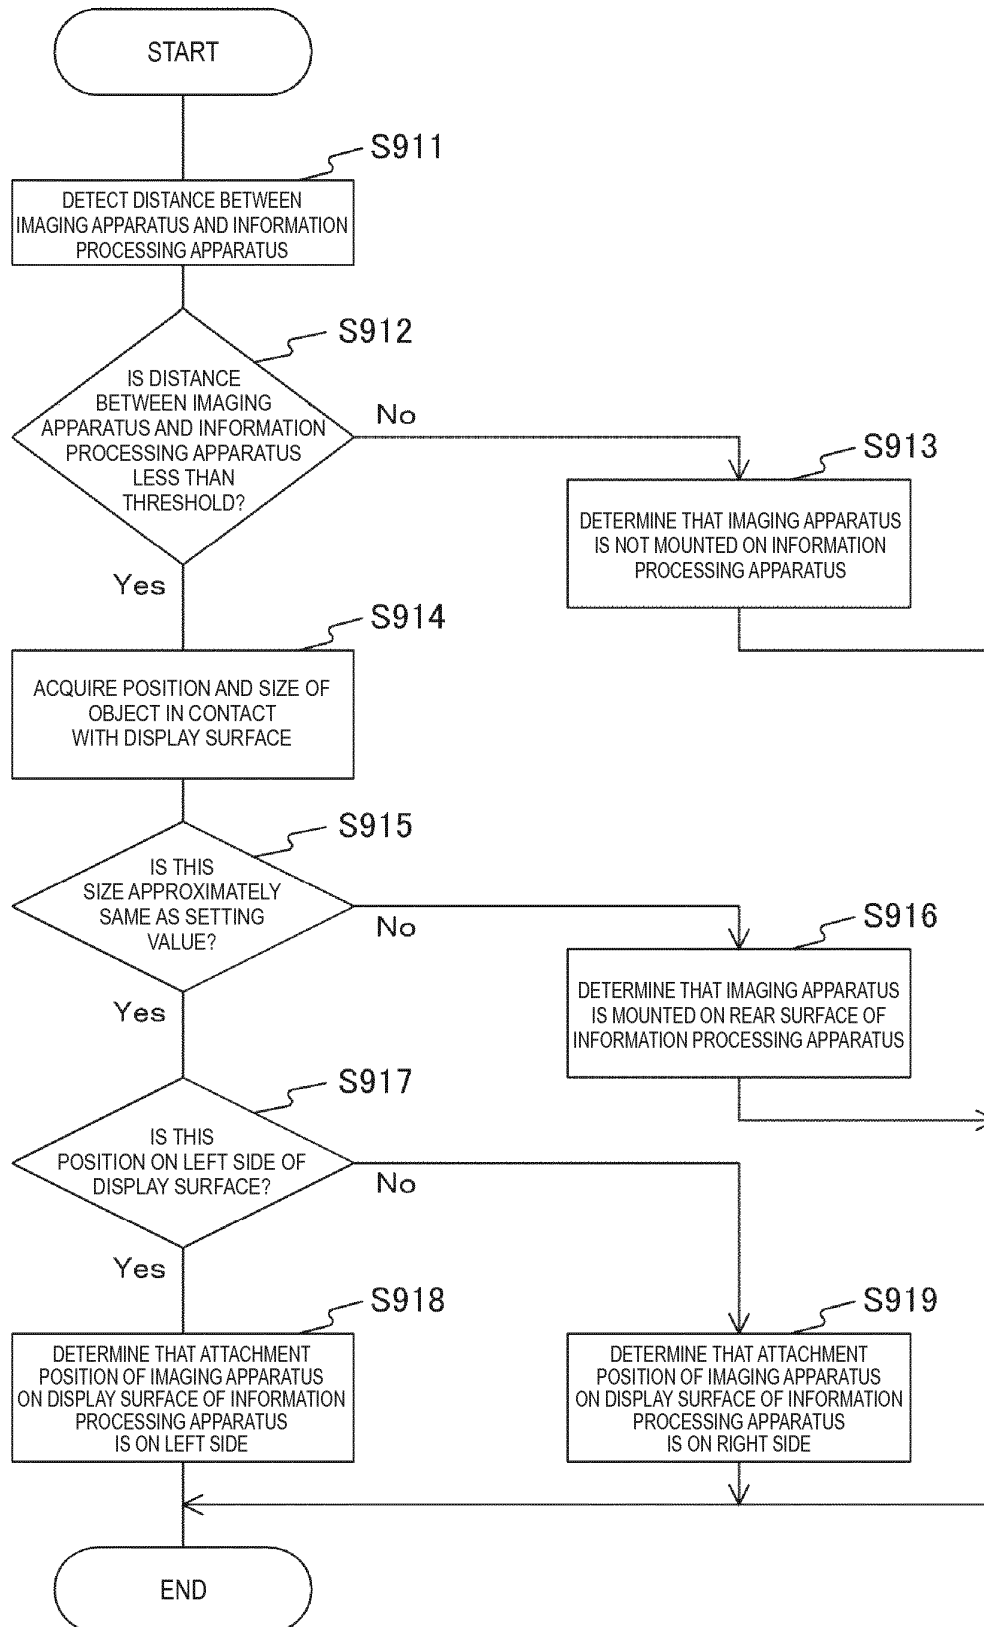 START
S911
DETECT DISTANCE BETWEEN
IMAGING APPARATUS AND INFORMATION
PROCESSING APPARATUS
S912
IS DISTANCE
BETWEEN IMAGING
APPARATUS AND INFORMATION
PROCESSING APPARATUS
LESS THAN
THRESHOLD?
No
Yes
S913
DETERMINE THAT IMAGING APPARATUS
IS NOT MOUNTED ON INFORMATION
PROCESSING APPARATUS
S914
ACQUIRE POSITION AND SIZE OF
OBJECT IN CONTACT
WITH DISPLAY SURFACE
S915
IS THIS
SIZE APPROXIMATELY
SAME AS SETTING
VALUE?
No
Yes
S916
DETERMINE THAT IMAGING APPARATUS
IS MOUNTED ON REAR SURFACE OF
INFORMATION PROCESSING APPARATUS
S917
IS THIS
POSITION ON LEFT SIDE OF
DISPLAY SURFACE?
No
Yes
S918
DETERMINE THAT ATTACHMENT
POSITION OF IMAGING APPARATUS
ON DISPLAY SURFACE OF INFORMATION
PROCESSING APPARATUS
IS ON LEFT SIDE
S919
DETERMINE THAT ATTACHMENT
POSITION OF IMAGING APPARATUS
ON DISPLAY SURFACE OF INFORMATION
PROCESSING APPARATUS
IS ON RIGHT SIDE
END